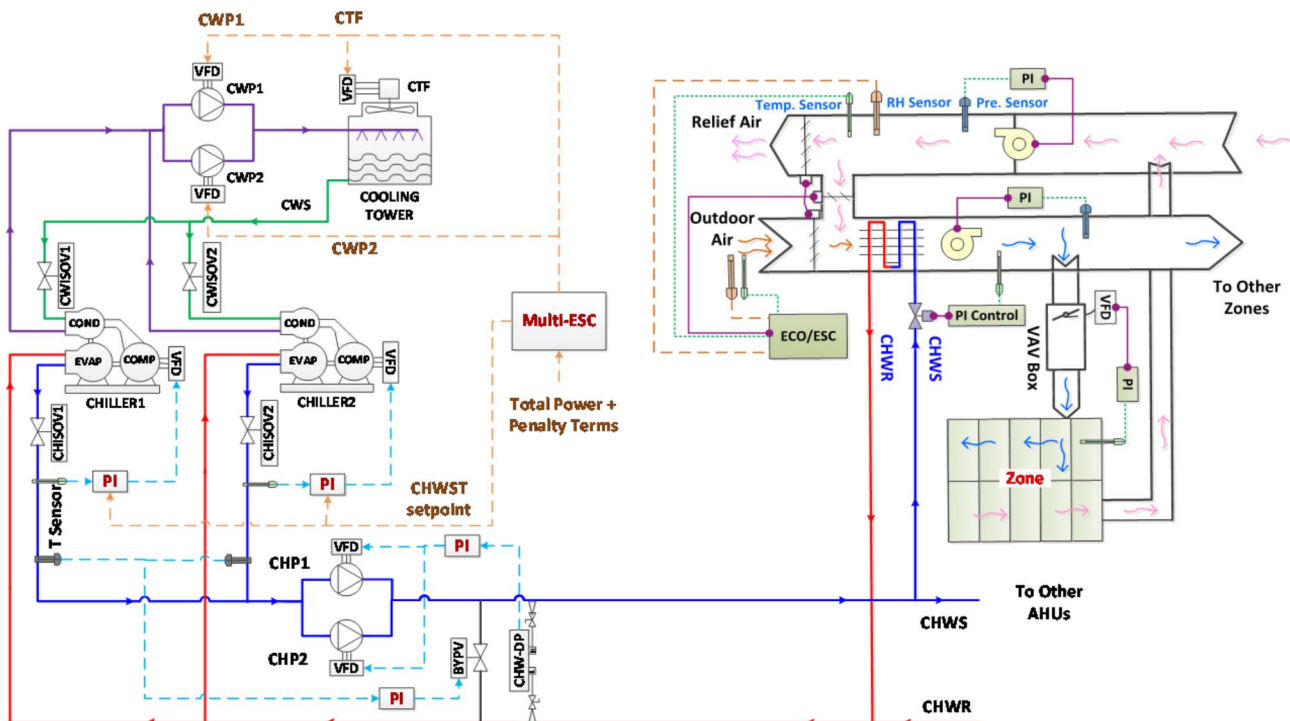 CWP1
CTF
VFD
CWP1
VFD
CTF
CWP2
VFD
CWS
COOLING
TOWER
CWP2
CWISOV1
CWISOV2
COND
EVAP
COMP
VFD
CHILLER1
COND
EVAP
COMP
VFD
CHILLER2
Multi-ESC
Total Power +
Penalty Terms
CHISOV1
CHISOV2
PI
PI
T Sensor
CHWST
setpoint
CHP1
VFD
PI
CHP2
VFD
PI
BYPV
CHW-DP
CHWS
CHWR
To Other
AHUs
PI
Temp. Sensor
RH Sensor
Pre. Sensor
Relief Air
PI
Outdoor
Air
To Other
Zones
ECO/ESC
PI Control
CHWR
CHWS
VFD
VAV Box
PI
Zone